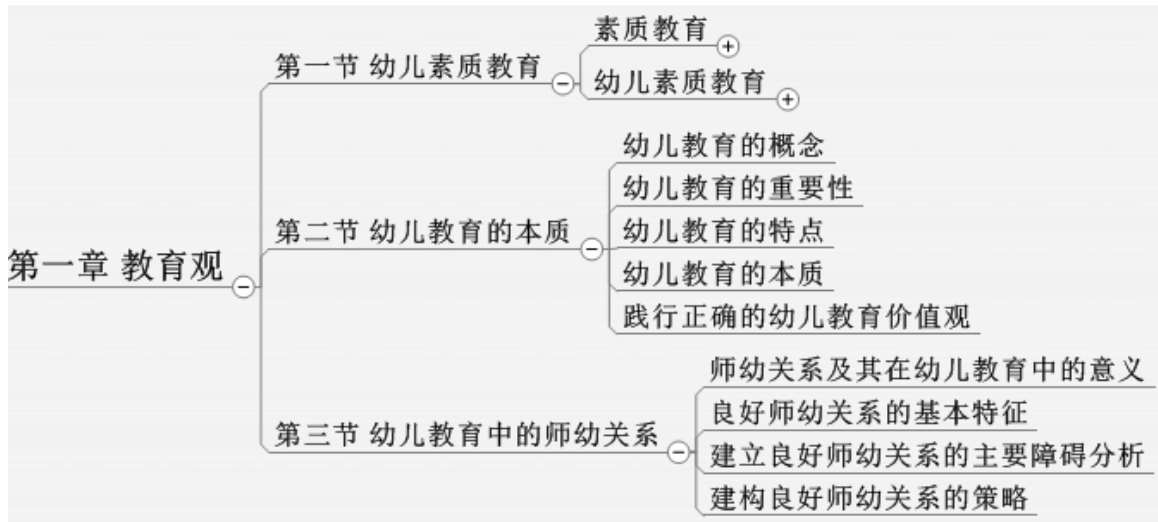 第一章 教育观
第一节 幼儿素质教育
素质教育
幼儿素质教育
第二节 幼儿教育的本质
幼儿教育的概念
幼儿教育的重要性
幼儿教育的特点
幼儿教育的本质
践行正确的幼儿教育价值观
第三节 幼儿教育中的师幼关系
师幼关系及其在幼儿教育中的意义
良好师幼关系的基本特征
建立良好师幼关系的主要障碍分析
建构良好师幼关系的策略